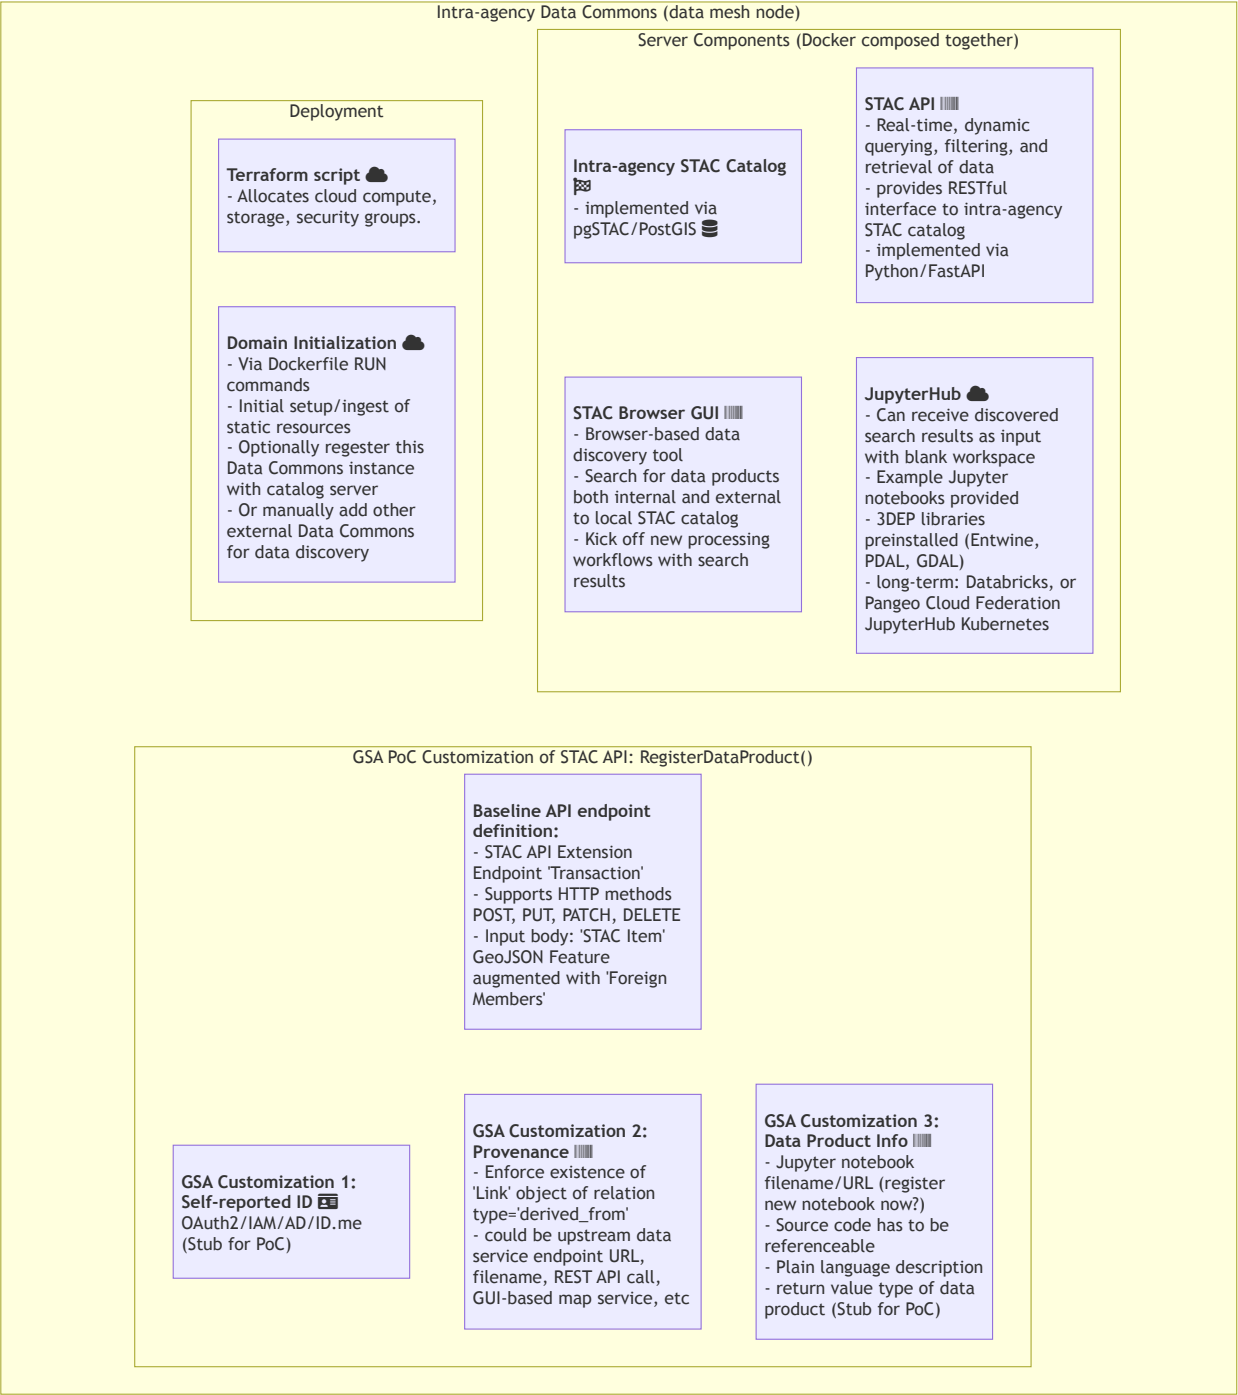 Intra-agency Data Commons (data mesh node)
Server Components (Docker composed together)
Deployment
Terraform script
- Allocates cloud compute,
storage, security groups.
Domain Initialization
- Via Dockerfile RUN
commands
- Initial setup/ingest of
static resources
- Optionally regester this
Data Commons instance
with catalog server
- Or manually add other
external Data Commons
for data discovery
Intra-agency STAC Catalog
- implemented via
pgSTAC/PostGIS
STAC API
- Real-time, dynamic
querying, filtering, and
retrieval of data
- provides RESTful
interface to intra-agency
STAC catalog
- implemented via
Python/FastAPI
STAC Browser GUI
- Browser-based data
discovery tool
- Search for data products
both internal and external
to local STAC catalog
- Kick off new processing
workflows with search
results
JupyterHub
- Can receive discovered
search results as input
with blank workspace
- Example Jupyter
notebooks provided
- 3DEP libraries
preinstalled (Entwine,
PDAL, GDAL)
- long-term: Databricks, or
Pangeo Cloud Federation
JupyterHub Kubernetes
GSA PoC Customization of STAC API: RegisterDataProduct()
Baseline API endpoint
definition:
- STAC API Extension
Endpoint 'Transaction'
- Supports HTTP methods
POST, PUT, PATCH, DELETE
- Input body: 'STAC Item'
GeoJSON Feature
augmented with 'Foreign
Members'
GSA Customization 1:
Self-reported ID
OAuth2/IAM/AD/ID.me
(Stub for PoC)
GSA Customization 2:
Provenance
- Enforce existence of
'Link' object of relation
type='derived_from'
- could be upstream data
service endpoint URL,
filename, REST API call,
GUI-based map service, etc
GSA Customization 3:
Data Product Info
- Jupyter notebook
filename/URL (register
new notebook now?)
- Source code has to be
referenceable
- Plain language description
- return value type of data
product (Stub for PoC)